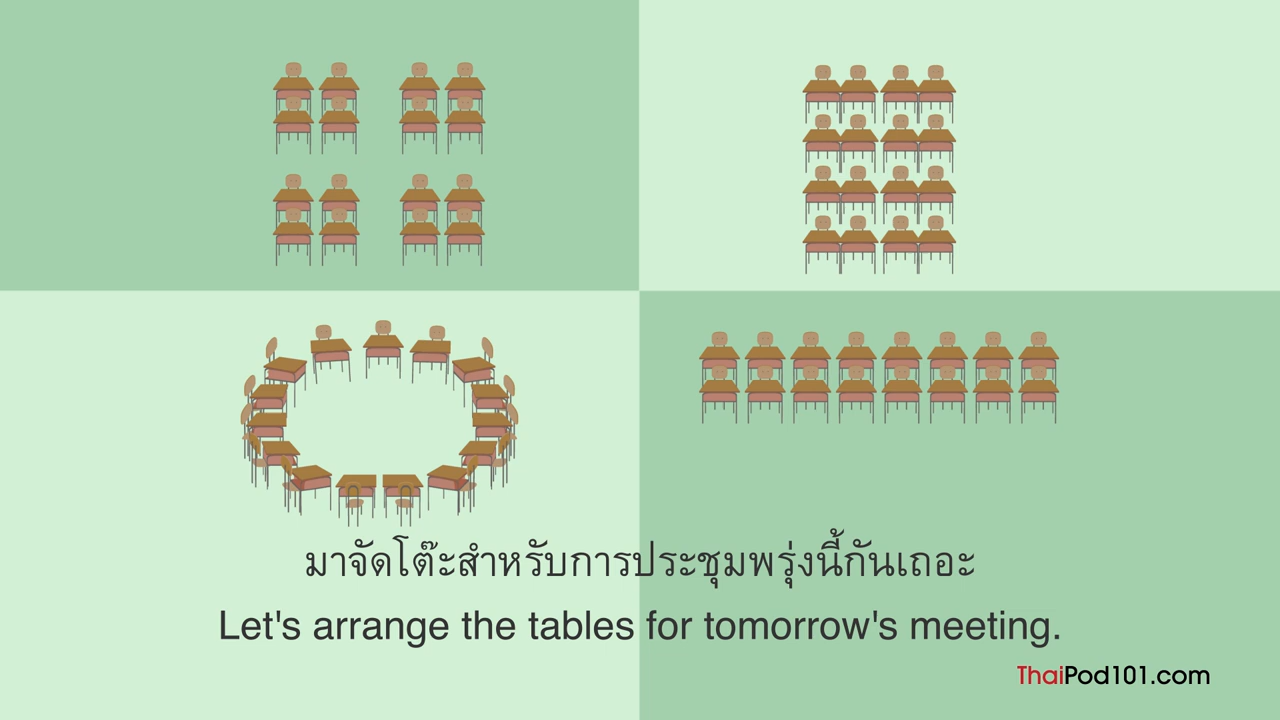 มาจัดโต๊ะสำหรับการประชุมพรุ่งนี้กันเถอะ
Let's arrange the tables for tomorrow's meeting.
ThaiPod101.com